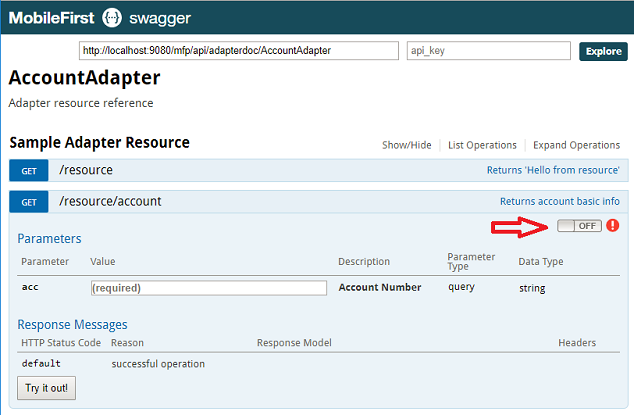 MobileFirst {··} swagger
http://localhost:9080/mfp/api/adapterdoc/AccountAdapter api_key Explore
AccountAdapter
Adapter resource reference
Sample Adapter Resource Show/Hide List Operations Expand Operations
GET /resource Returns 'Hello from resource'
GET /resource/account Returns account basic info
OFF !
Parameters
Parameter Value Description Parameter Type Data Type
acc (required) Account Number query string
Response Messages
HTTP Status Code Reason Response Model Headers
default successful operation
Try it out!